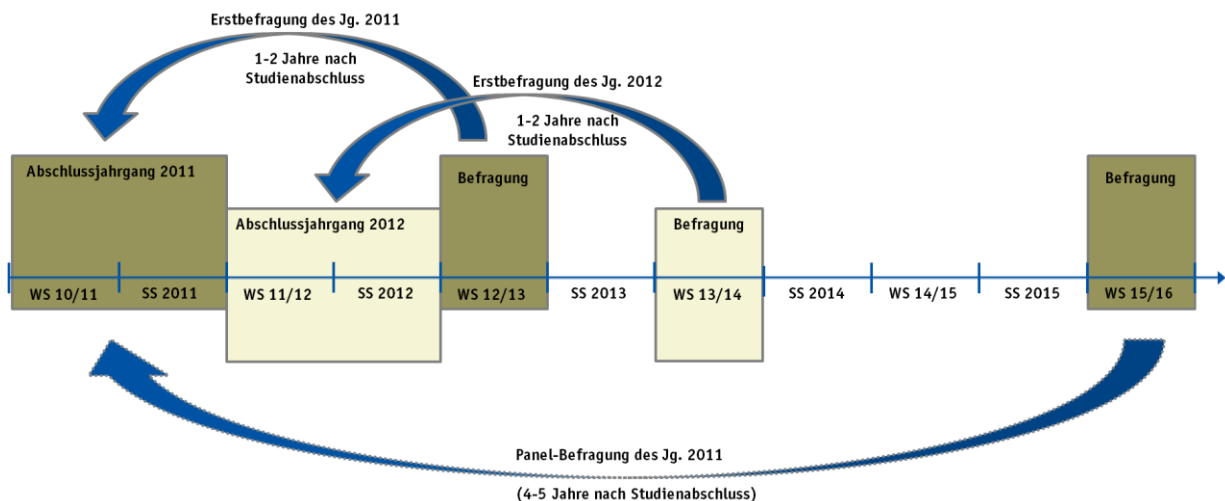 Erstbefragung des Jg. 2011
1-2 Jahre nach
Studienabschluss
Erstbefragung des Jg. 2012
1-2 Jahre nach
Studienabschluss
Abschlussjahrgang 2011
Befragung
Befragung
Abschlussjahrgang 2012
Befragung
WS 10/11
SS 2011
WS 11/12
SS 2012
WS 12/13
SS 2013
WS 13/14
SS 2014
WS 14/15
SS 2015
WS 15/16
Panel-Befragung des Jg. 2011
(4-5 Jahre nach Studienabschluss)